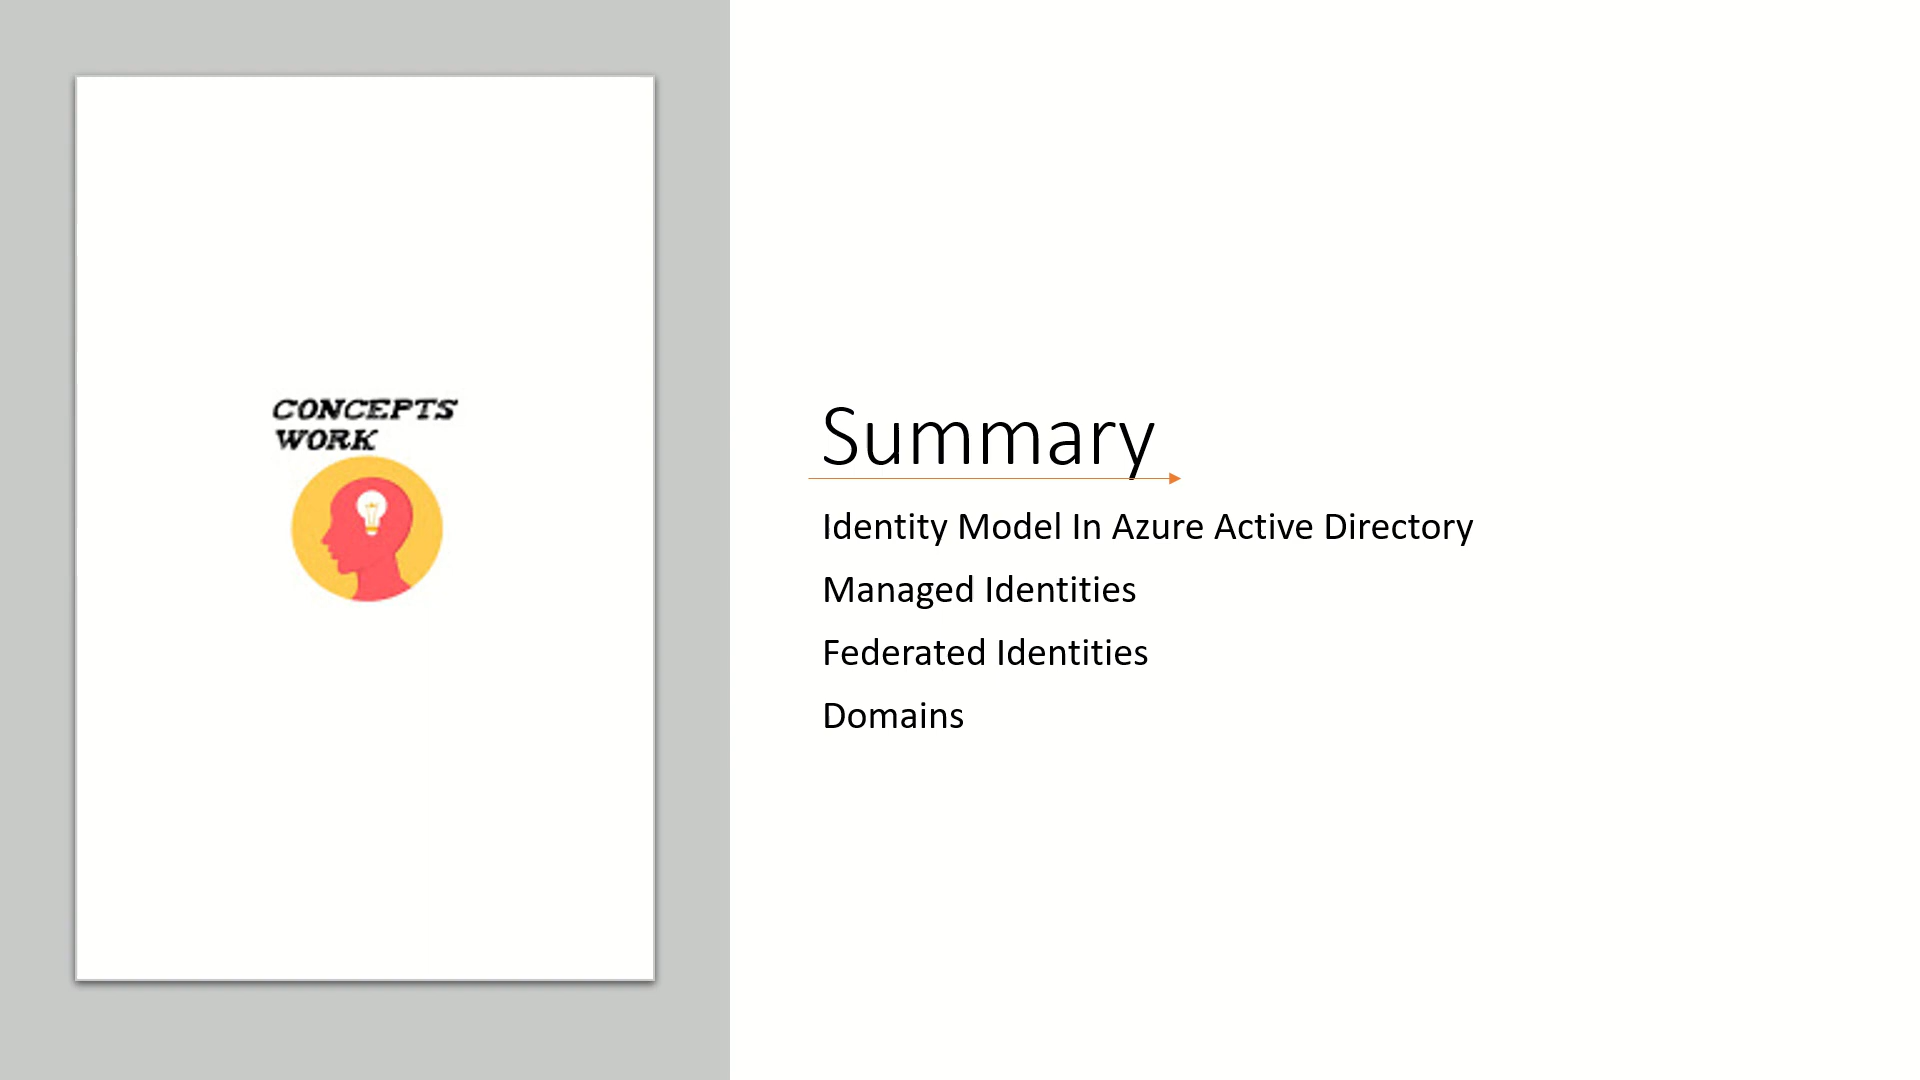 CONCEPTS
WORK
Summary
Identity Model In Azure Active Directory
Managed Identities
Federated Identities
Domains